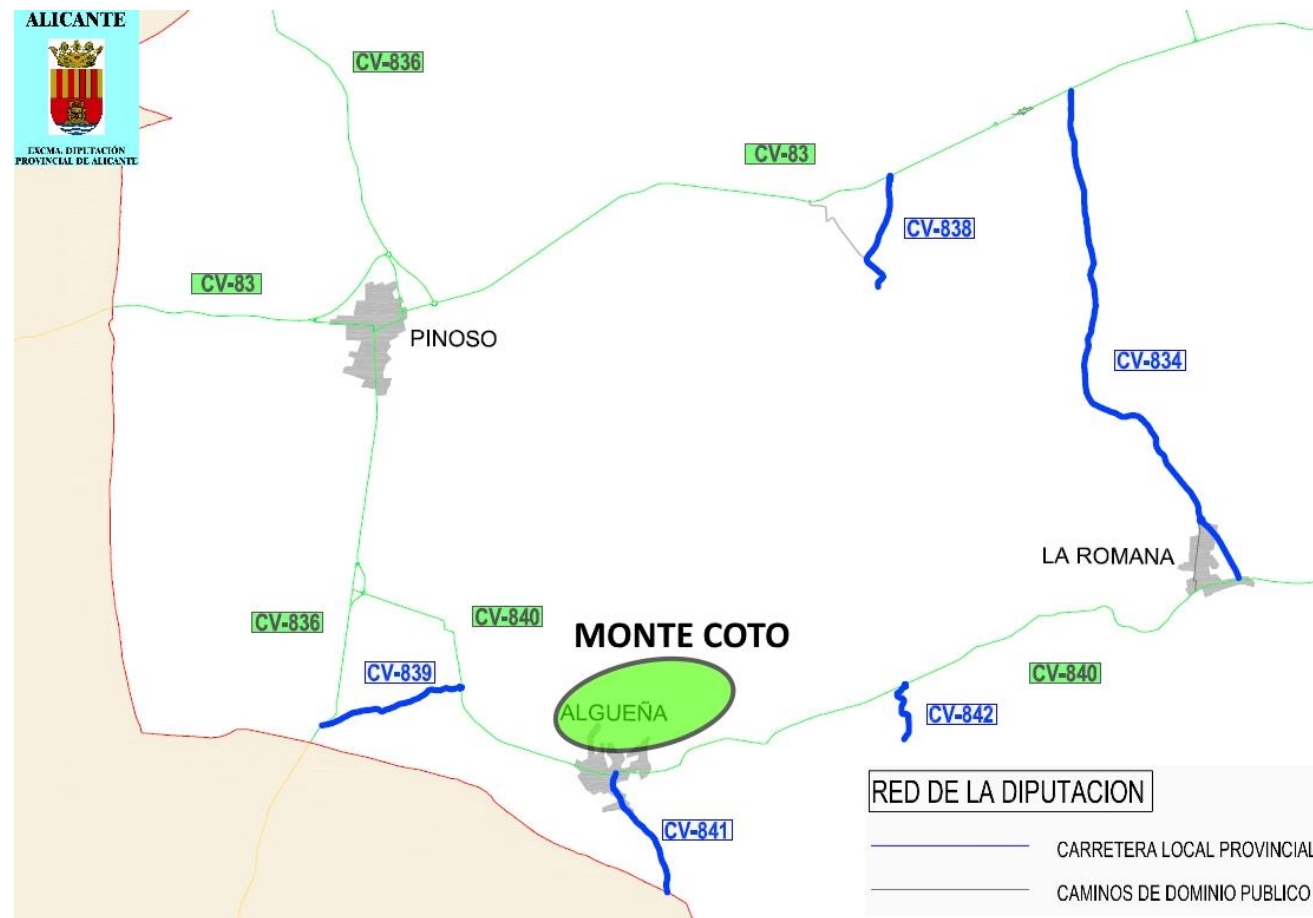 ALICANTE
EXCMA. DIPUTACIÓN
PROVINCIAL DE ALICANTE
CV-836
CV-83
CV-838
CV-83
PINOSO
CV-834
LA ROMANA
CV-836
CV-840
MONTE COTO
CV-839
CV-840
ALGUEÑA
CV-842
CV-841
RED DE LA DIPUTACION
CARRETERA LOCAL PROVINCIAL
CAMINOS DE DOMINIO PUBLICO